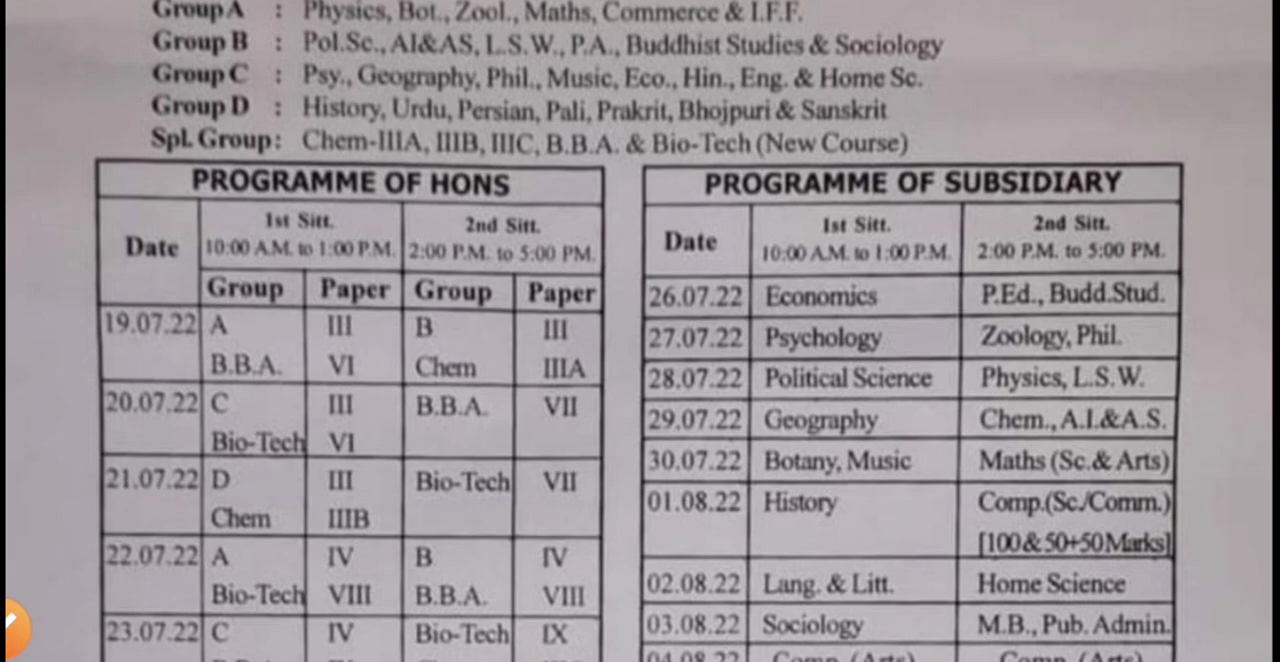 Group A : Physics, Bot., Zool., Maths, Commerce & I.F.F.
Group B : Pol.Sc., AI&AS, L.S.W., P.A., Buddhist Studies & Sociology
Group C : Psy., Geography, Phil., Music, Eco., Hin., Eng. & Home Sc.
Group D : History, Urdu, Persian, Pali, Prakrit, Bhojpuri & Sanskrit
Spl. Group: Chem-IIIA, IIIB, IIIC, B.B.A. & Bio-Tech (New Course)
PROGRAMME OF HONS
Date 1st Sitt. 2nd Sitt.
10:00 A.M. to 1:00 P.M. 2:00 P.M. to 5:00 PM.
Group Paper Group Paper
19.07.22 A III B III
B.B.A. VI Chem IIIA
20.07.22 C III B.B.A. VII
Bio-Tech VI
21.07.22 D III Bio-Tech VII
Chem IIIB
22.07.22 A IV B IV
Bio-Tech VIII B.B.A. VIII
23.07.22 C IV Bio-Tech IX
PROGRAMME OF SUBSIDIARY
Date 1st Sitt. 2nd Sitt.
10:00 A.M. to 1:00 P.M. 2:00 P.M. to 5:00 PM.
26.07.22 Economics P.Ed., Budd.Stud.
27.07.22 Psychology Zoology, Phil.
28.07.22 Political Science Physics, L.S.W.
29.07.22 Geography Chem., A.I.&A.S.
30.07.22 Botany, Music Maths (Sc.& Arts)
01.08.22 History Comp.(Sc/Comm.)
[100 & 50+50 Marks]
02.08.22 Lang. & Litt. Home Science
03.08.22 Sociology M.B., Pub. Admin.
04.08.22 Comp. (Arts) Comp. (Arts)